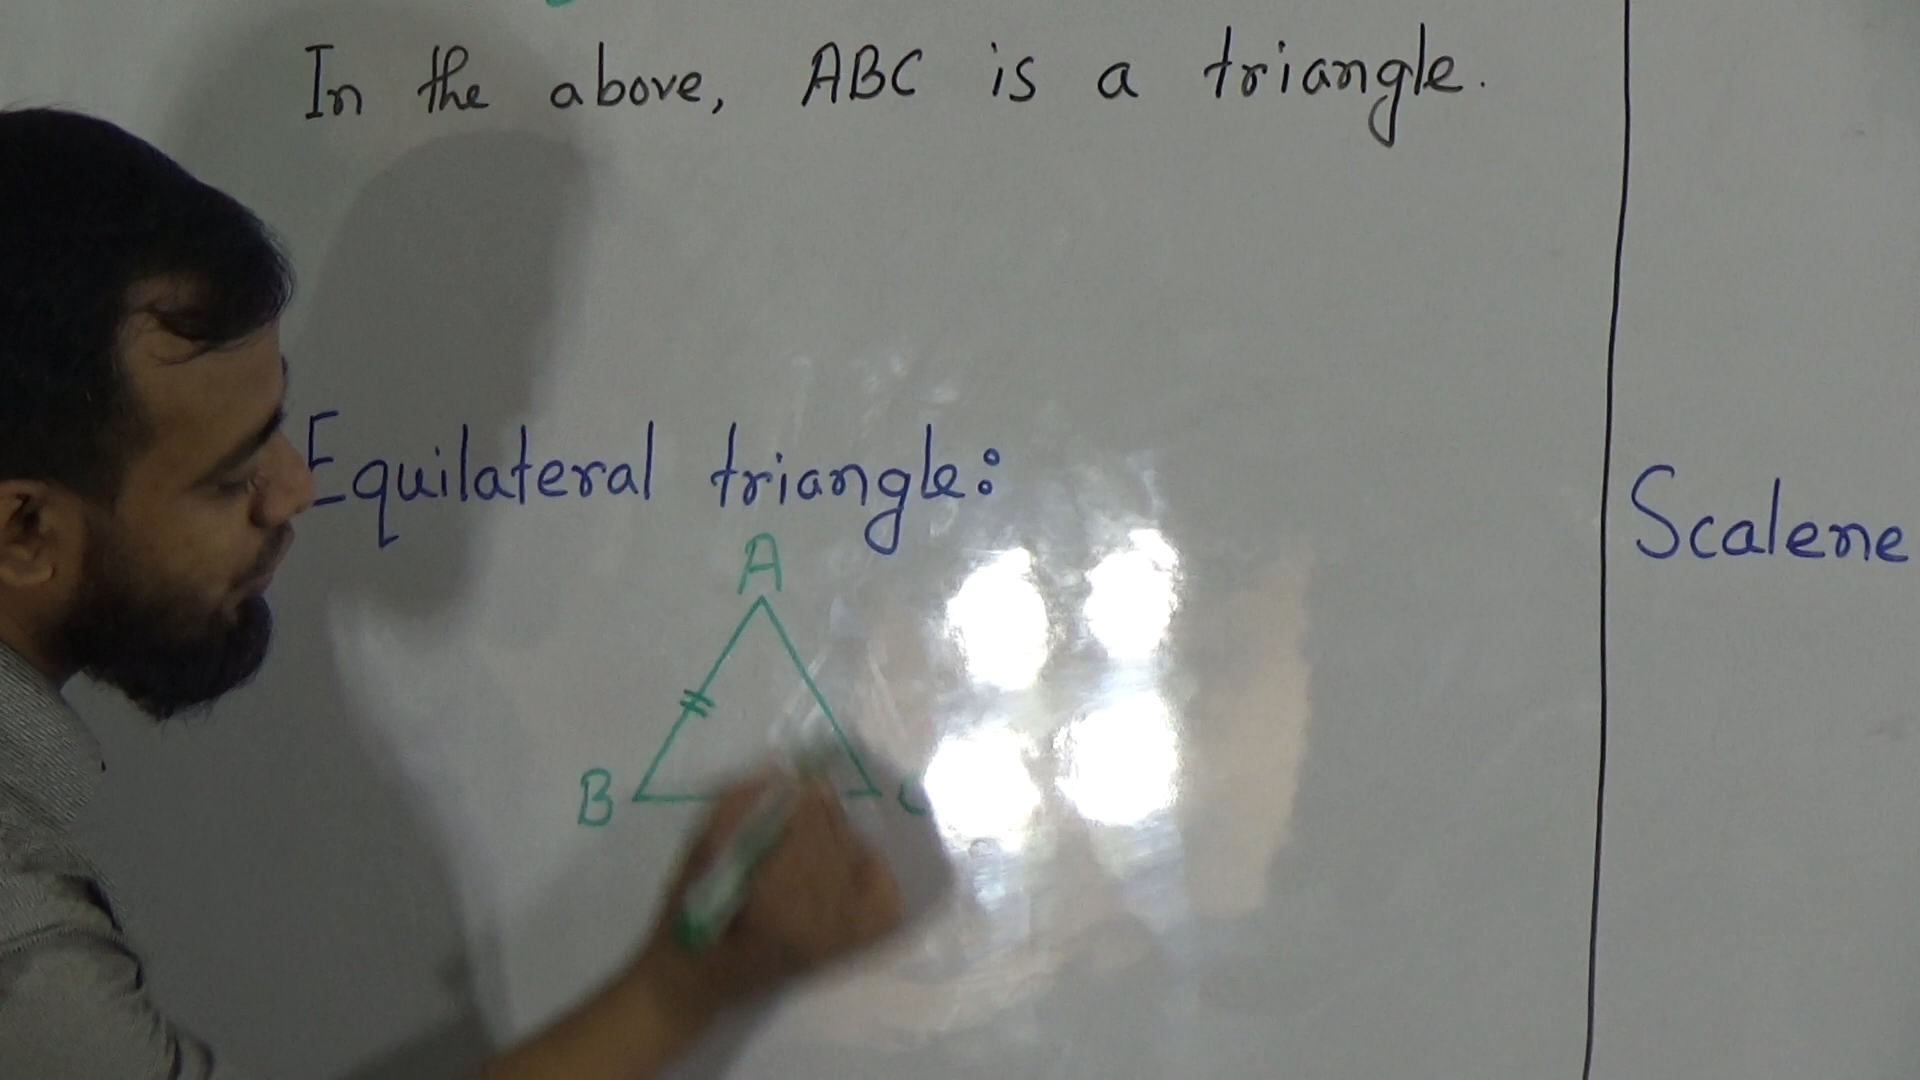 In the above, ABC is a triangle.
Equilateral triangle:
A
B
C
Scalene